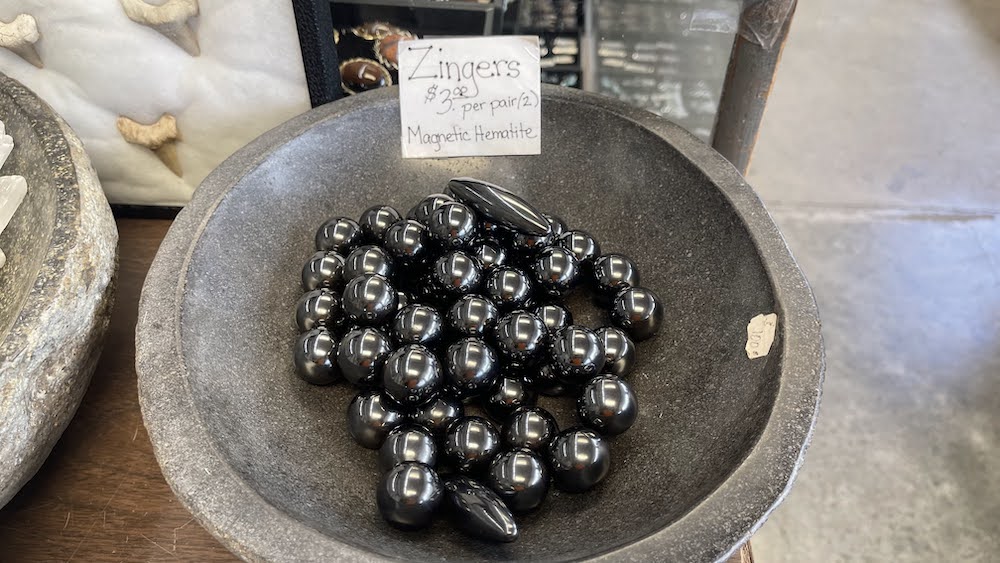 Zingers
$3.00 per pair(2)
Magnetic Hematite